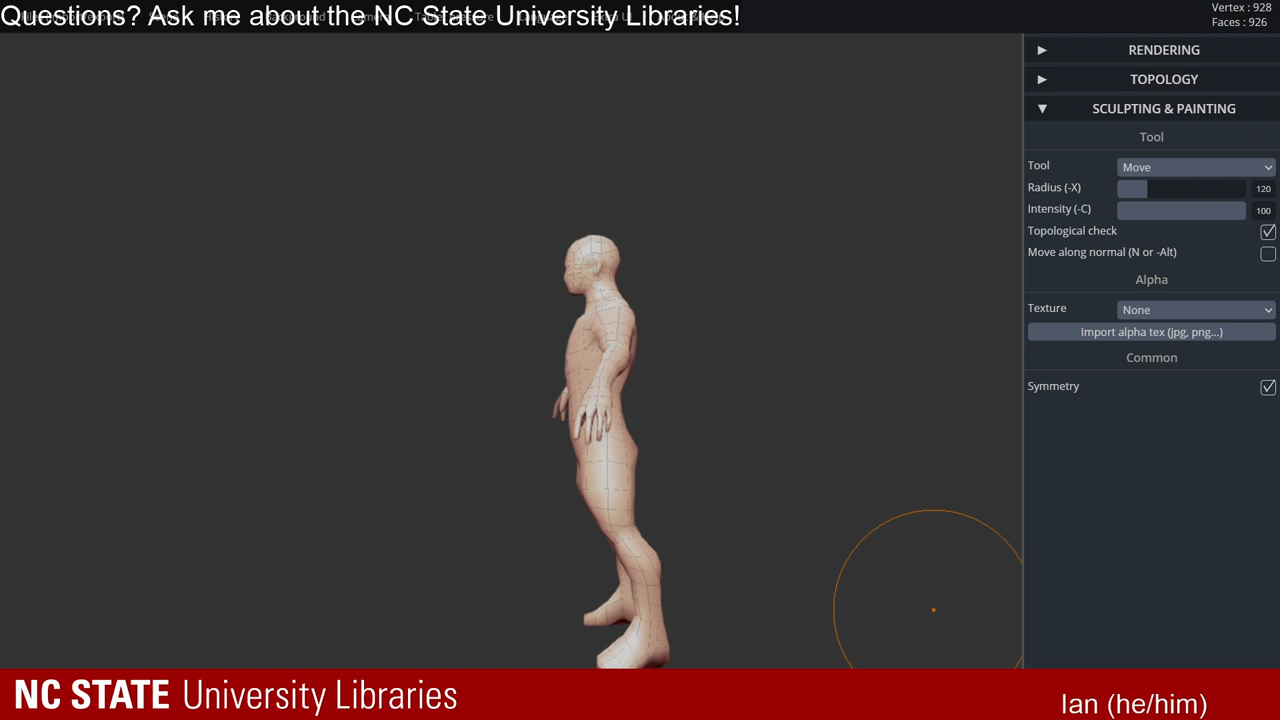 Questions? Ask me about the NC State University Libraries!
Vertex : 928
Faces : 926
RENDERING
TOPOLOGY
SCULPTING & PAINTING
Tool
Tool Move
Radius (-X) 120
Intensity (-C) 100
Topological check
Move along normal (N or -Alt)
Alpha
Texture None
Import alpha tex (jpg, png...)
Common
Symmetry
NC STATE University Libraries
Ian (he/him)